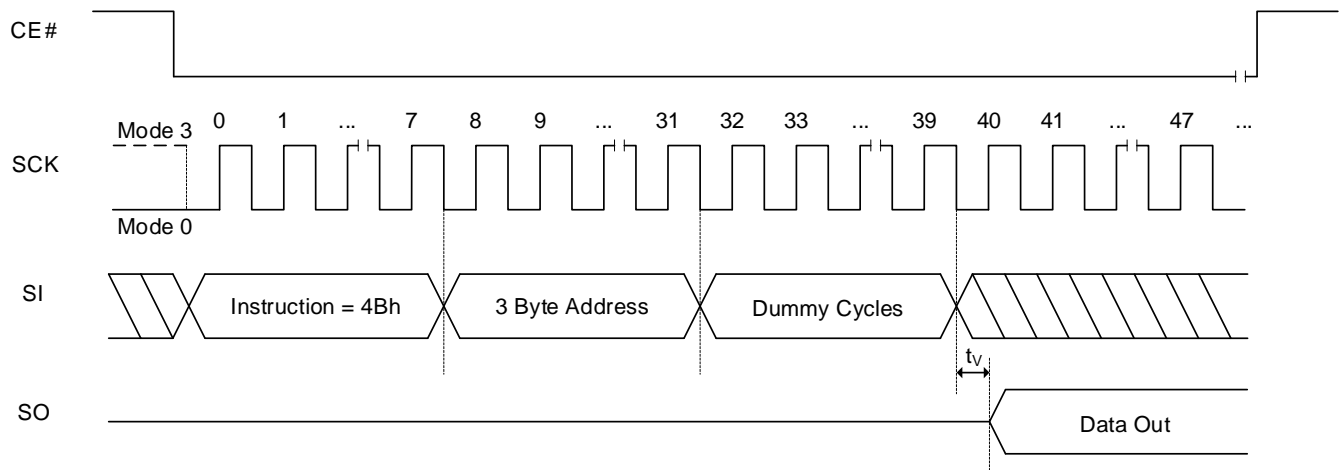 CE#
0 1 ... 7 8 9 ... 31 32 33 ... 39 40 41 ... 47 ...
Mode 3
SCK
Mode 0
SI
Instruction = 4Bh 3 Byte Address Dummy Cycles
tV
SO
Data Out